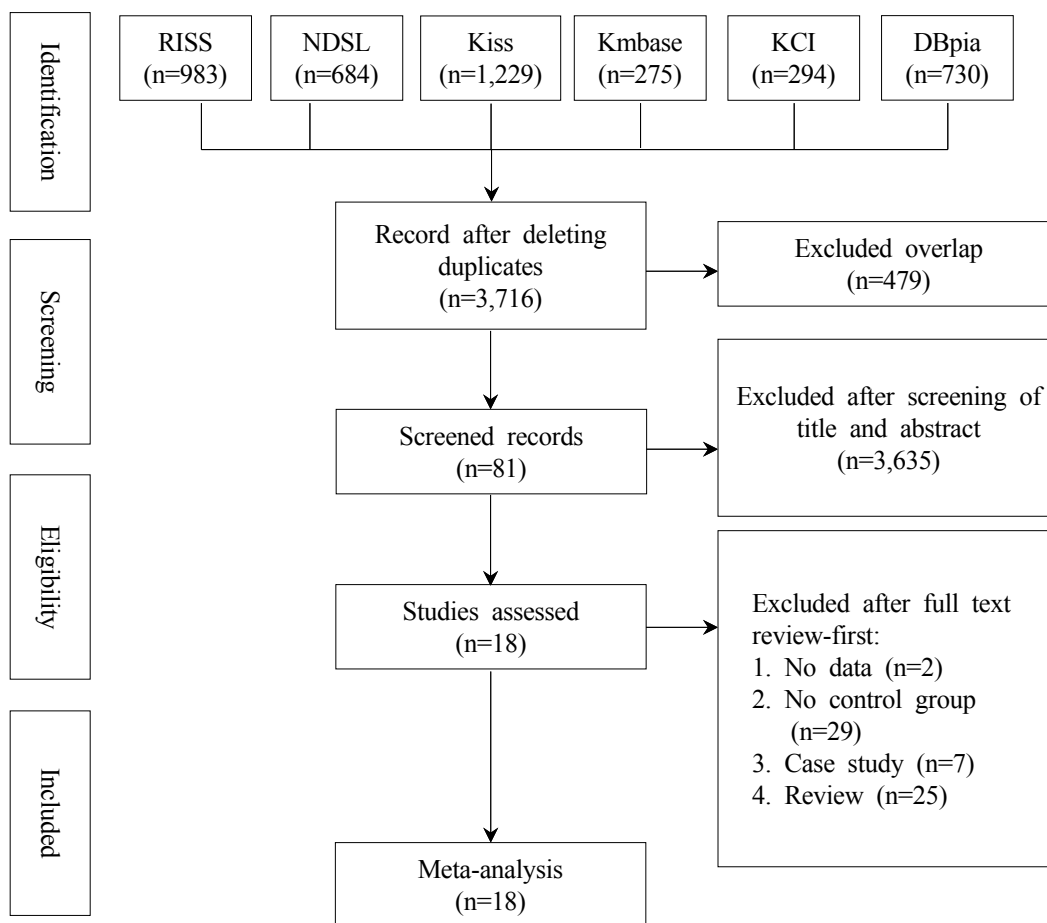 Identification
RISS
(n=983)
NDSL
(n=684)
Kiss
(n=1,229)
Kmbase
(n=275)
KCI
(n=294)
DBpia
(n=730)
Record after deleting
duplicates
(n=3,716)
Excluded overlap
(n=479)
Screening
Screened records
(n=81)
Excluded after screening of
title and abstract
(n=3,635)
Eligibility
Studies assessed
(n=18)
Excluded after full text
review-first:
1. No data (n=2)
2. No control group
(n=29)
3. Case study (n=7)
4. Review (n=25)
Included
Meta-analysis
(n=18)